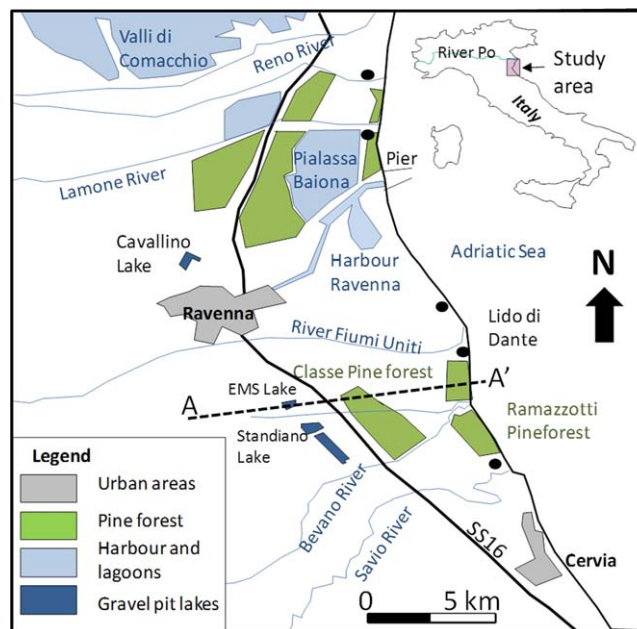 Valli di
Comacchio
Reno River
River Po
Study
area
Italy
Pialassa
Baiona
Pier
Lamone River
Cavallino
Lake
Harbour
Ravenna
Adriatic Sea
N
Ravenna
River Fiumi Uniti
Lido di
Dante
Classe Pine forest
A
A’
EMS Lake
Ramazzotti
Pineforest
Standiano
Lake
Bevano River
Savio River
SS16
Cervia
Legend
Urban areas
Pine forest
Harbour and
lagoons
Gravel pit lakes
0 5 km